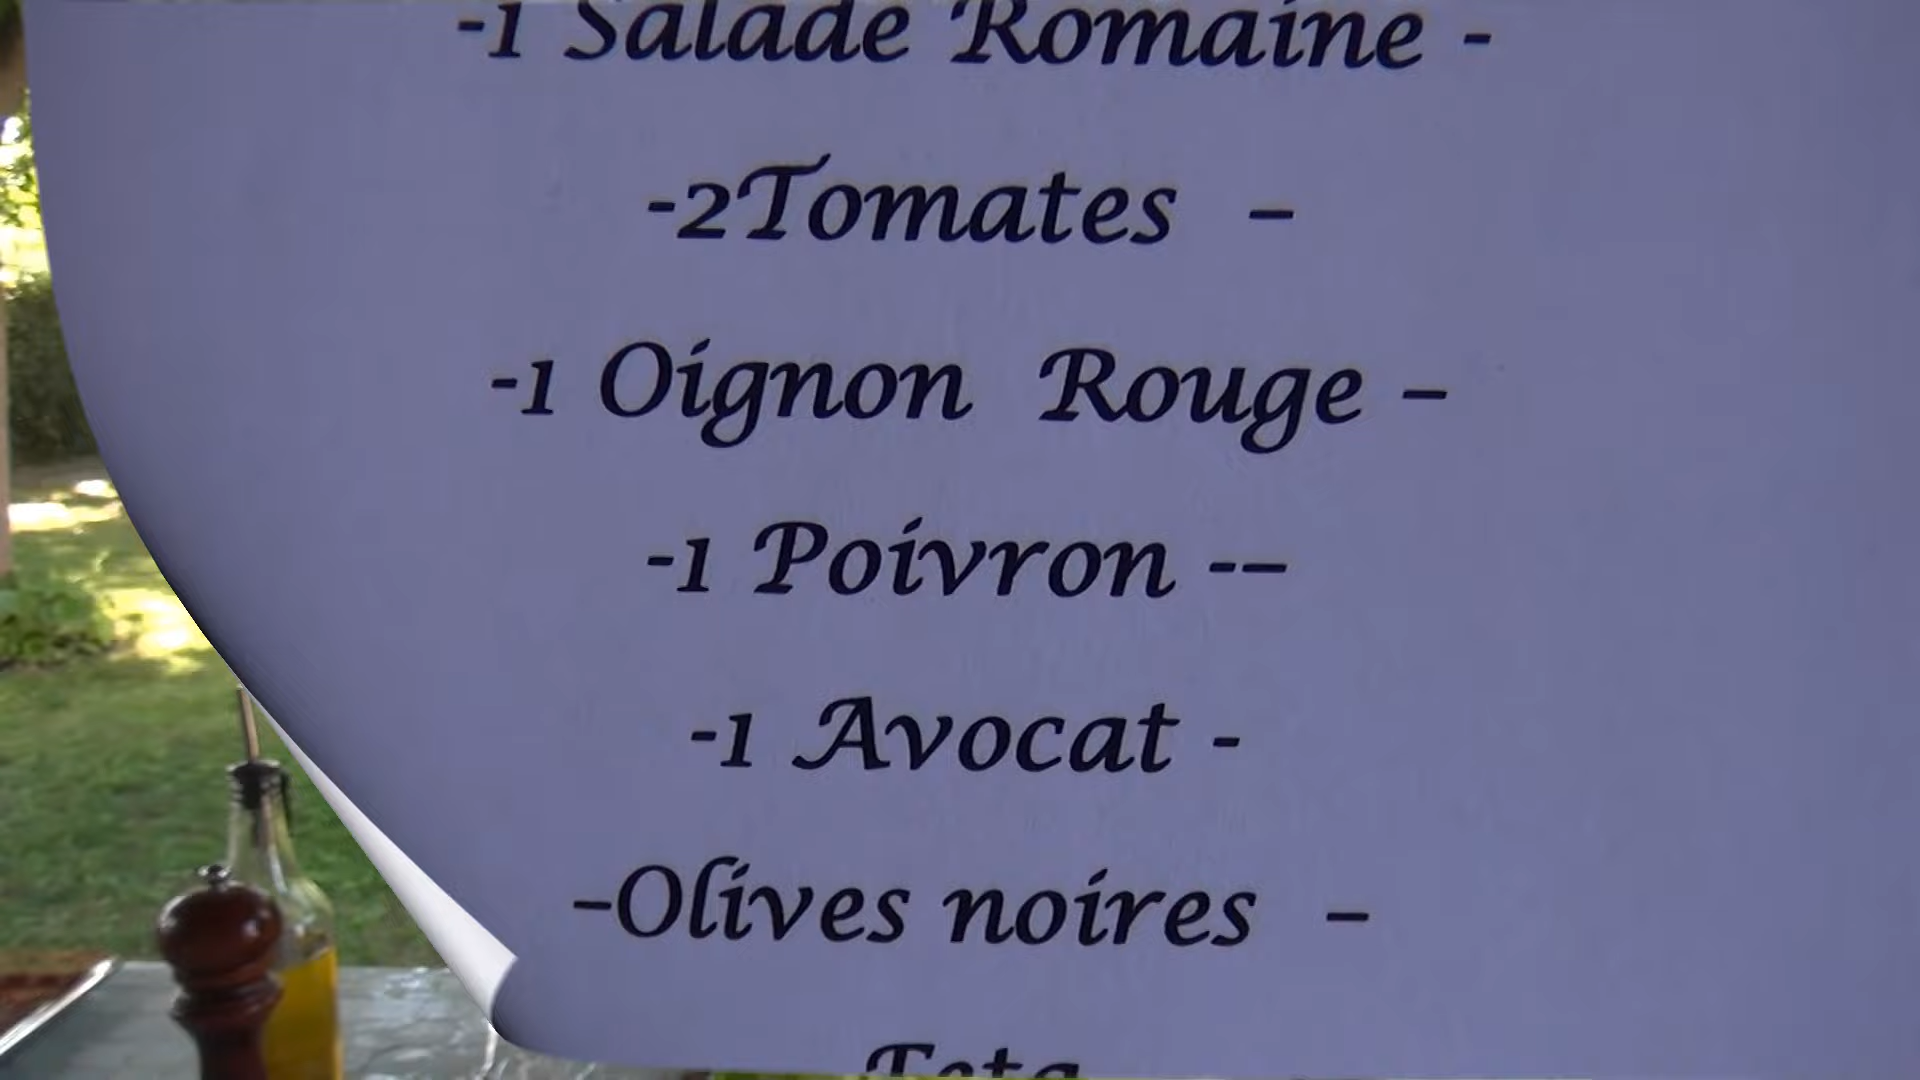 -1 Salade Romaine -
-2Tomates –
-1 Oignon Rouge –
-1 Poivron -–
-1 Avocat -
–Olives noires –